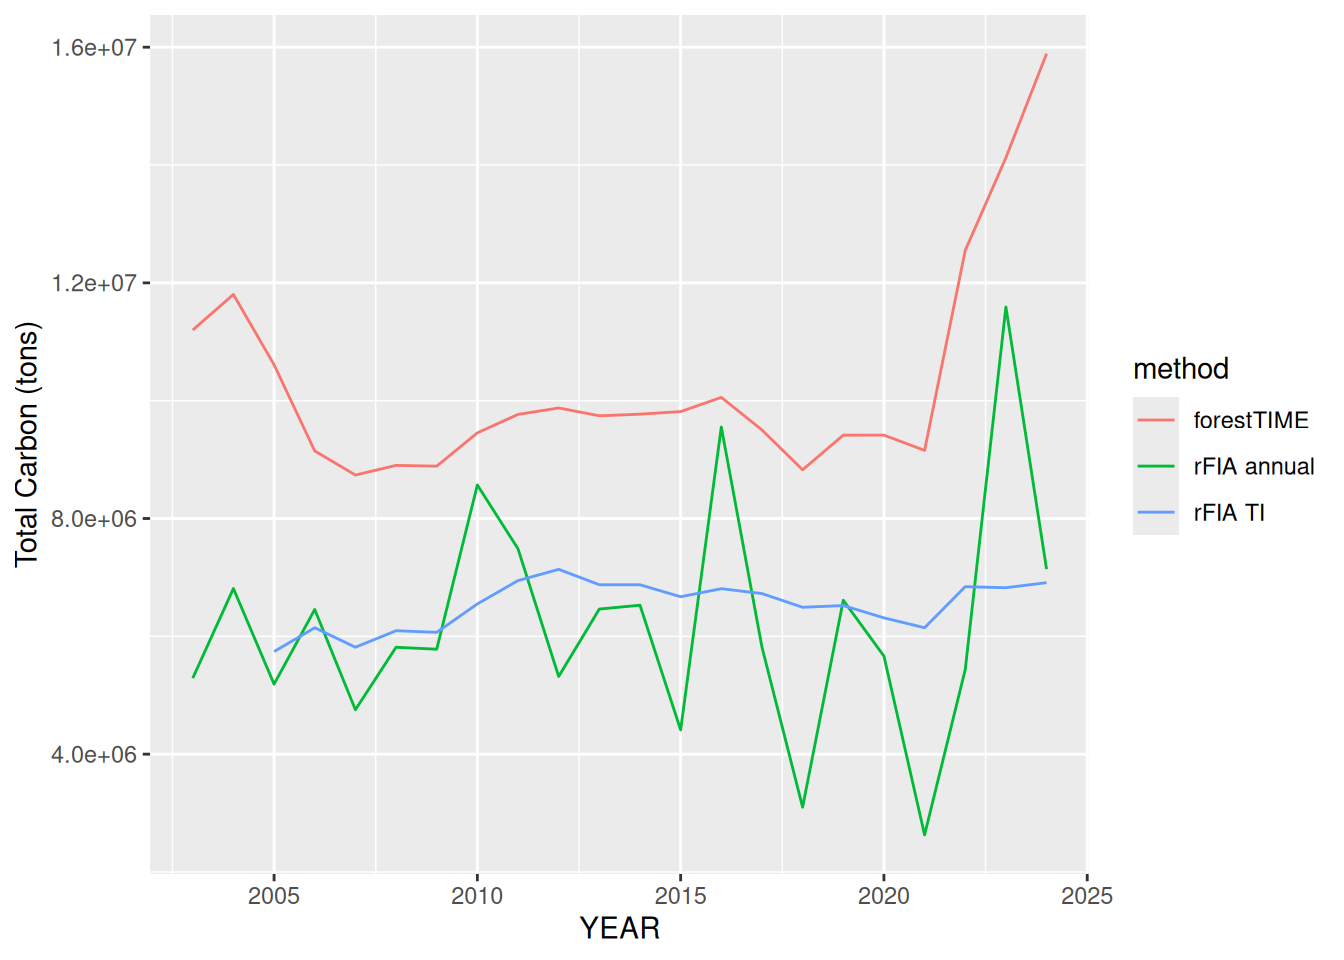 1.6e+07
1.2e+07
8.0e+06
4.0e+06
Total Carbon (tons)
2005
2010
2015
2020
2025
YEAR
method
forestTIME
rFIA annual
rFIA TI